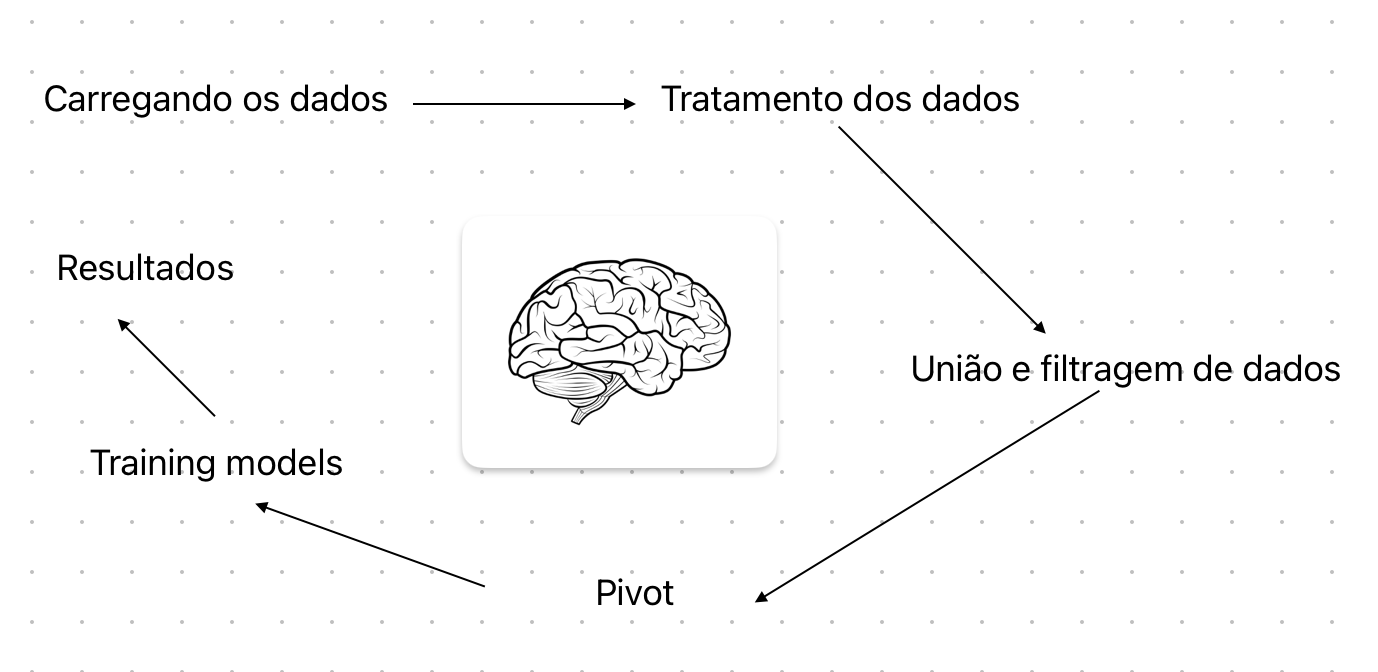 Carregando os dados
Tratamento dos dados
União e filtragem de dados
Pivot
Training models
Resultados